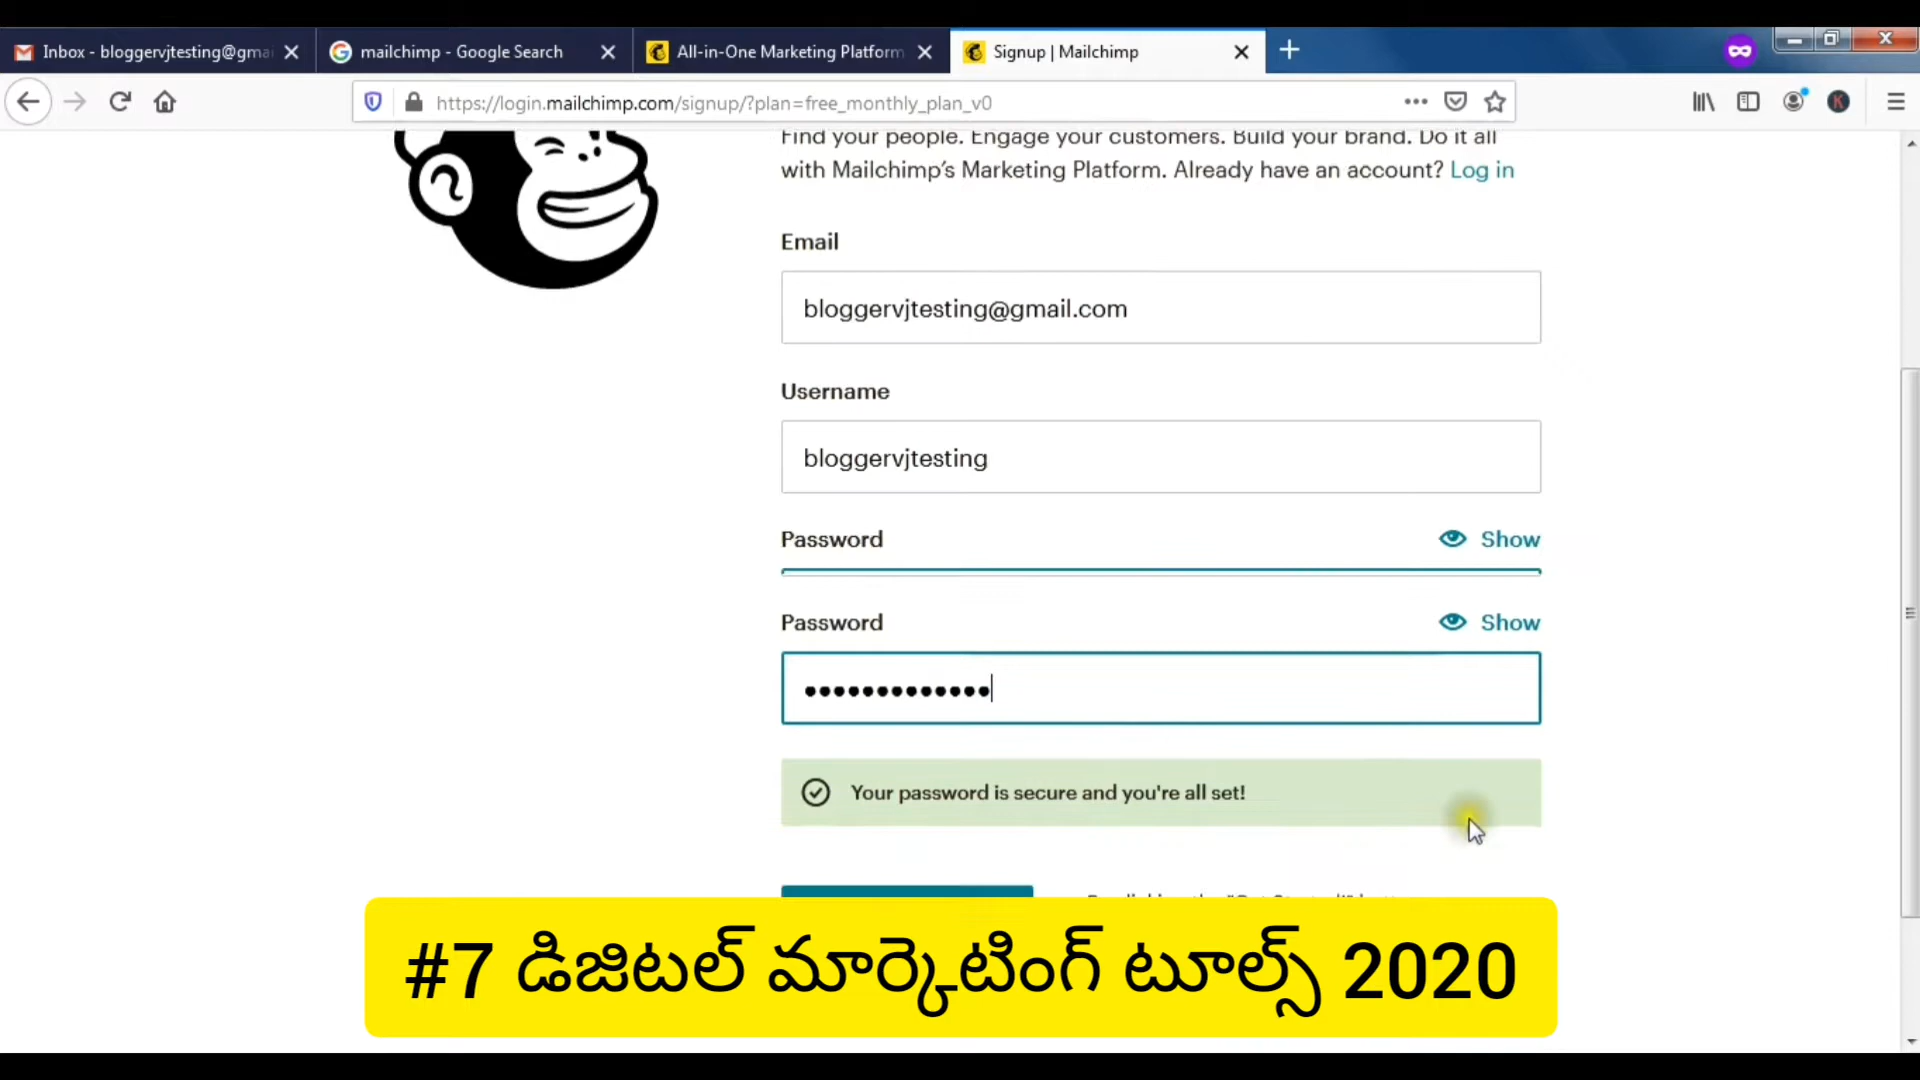 Inbox - bloggervjtesting@gmai
mailchimp - Google Search
All-in-One Marketing Platform
Signup | Mailchimp
https://login.mailchimp.com/signup/?plan=free_monthly_plan_v0
Find your people. Engage your customers. Build your brand. Do it all
with Mailchimp's Marketing Platform. Already have an account? Log in
Email
bloggervjtesting@gmail.com
Username
bloggervjtesting
Password Show
Password Show
Your password is secure and you're all set!
#7 డిజిటల్ మార్కెటింగ్ టూల్స్ 2020